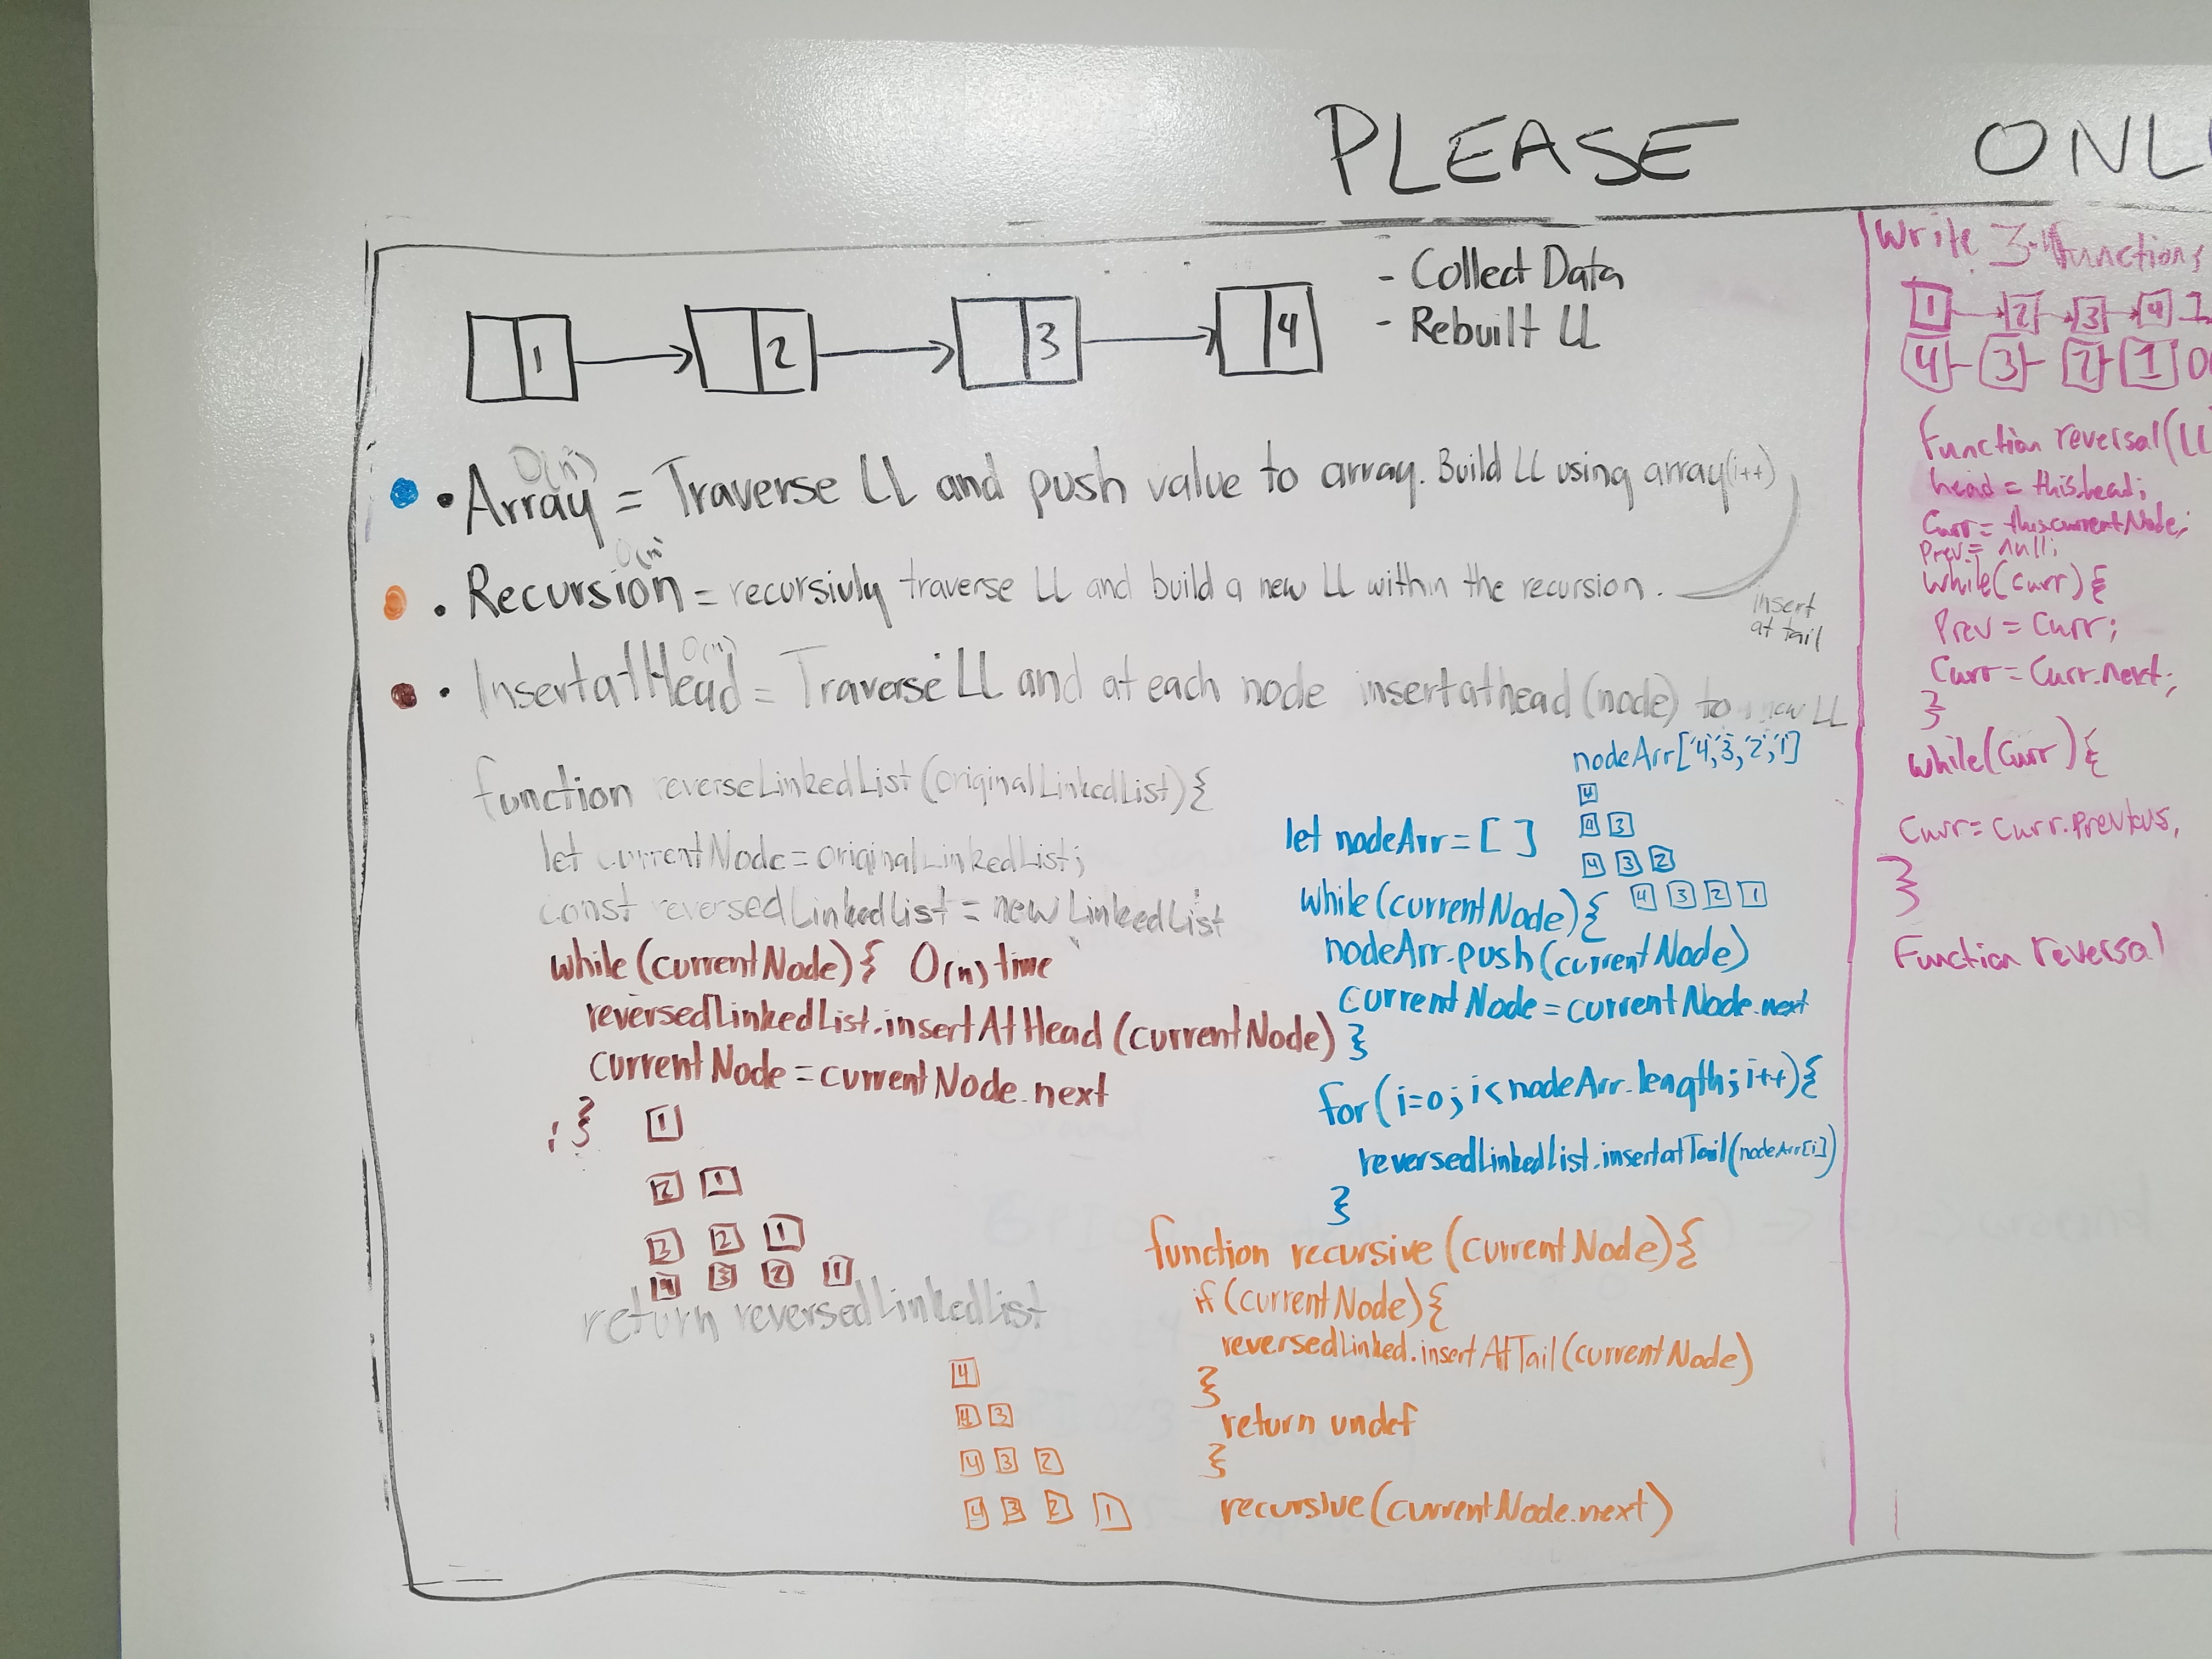 PLEASE ONL
- Collect Data
- Rebuilt LL
1 2 3 4
O(n)
• Array = Traverse LL and push value to array. Build LL using array(i++)
O(n)
• Recursion = recursivly traverse LL and build a new LL within the recursion.
insert
at tail
O(n)
• InsertatHead = Traverse LL and at each node insertathead(node) to new LL
function reverseLinkedList(originalLinkedList){
let currentNode = originalLinkedList;
const reversedLinkedList = new LinkedList
while(currentNode){ O(n) time
reversedLinkedList.insertAtHead(currentNode)
currentNode = currentNode.next
}
1
2 1
3 2 1
4 3 2 1
return reversedLinkedList
nodeArr['4','3','2','1']
4
4 3
4 3 2
4 3 2 1
let nodeArr = [ ]
while(currentNode){
nodeArr.push(currentNode)
currentNode = currentNode.next
}
for(i=0; i<nodeArr.length; i++){
reversedLinkedList.insertatTail(nodeArr[i])
}
function recursive(currentNode){
if(currentNode){
reversedLinked.insertAtTail(currentNode)
}
return undef
}
recursive(currentNode.next)
4
4 3
4 3 2
4 3 2 1
Write 3 functions
1 2 3 4
4 3 2 1
function reversal(LL
head = this.head;
Curr = this.currentNode;
Prev = null;
while(curr){
Prev = Curr;
Curr = Curr.next;
}
while(Curr){
Curr = Curr.previous,
}
Function reversal